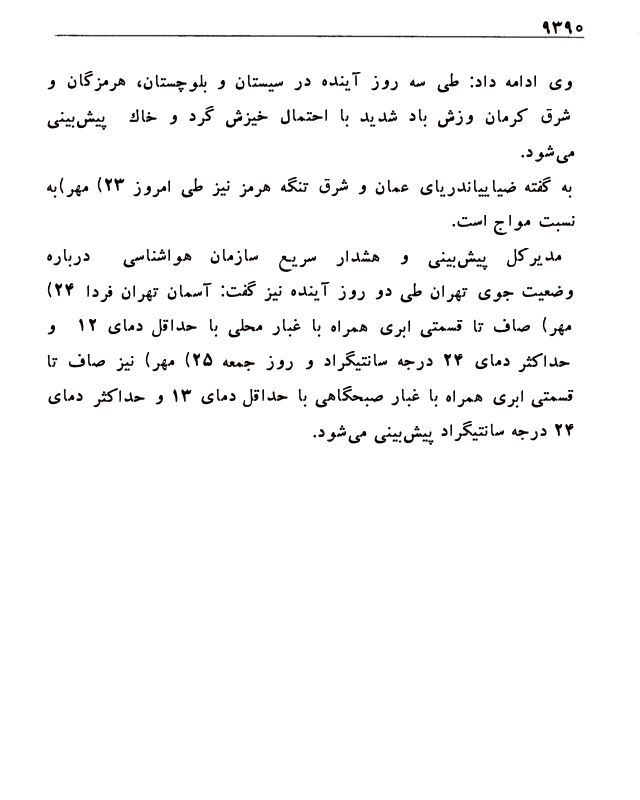 ۹۳۹۰
وی ادامه داد: طی سه روز آینده در سیستان و بلوچستان، هرمزگان و
شرق کرمان وزش باد شدید با احتمال خیزش گرد و خاک پیش‌بینی
می‌شود.
به گفته ضیاییاندریای عمان و شرق تنگه هرمز نیز طی امروز ۲۳) مهر)به
نسبت مواج است.
مدیرکل پیش‌بینی و هشدار سریع سازمان هواشناسی درباره
وضعیت جوی تهران طی دو روز آینده نیز گفت: آسمان تهران فردا ۲۴)
مهر) صاف تا قسمتی ابری همراه با غبار محلی با حداقل دمای ۱۲ و
حداکثر دمای ۲۴ درجه سانتیگراد و روز جمعه ۲۵) مهر) نیز صاف تا
قسمتی ابری همراه با غبار صبحگاهی با حداقل دمای ۱۳ و حداکثر دمای
۲۴ درجه سانتیگراد پیش‌بینی می‌شود.